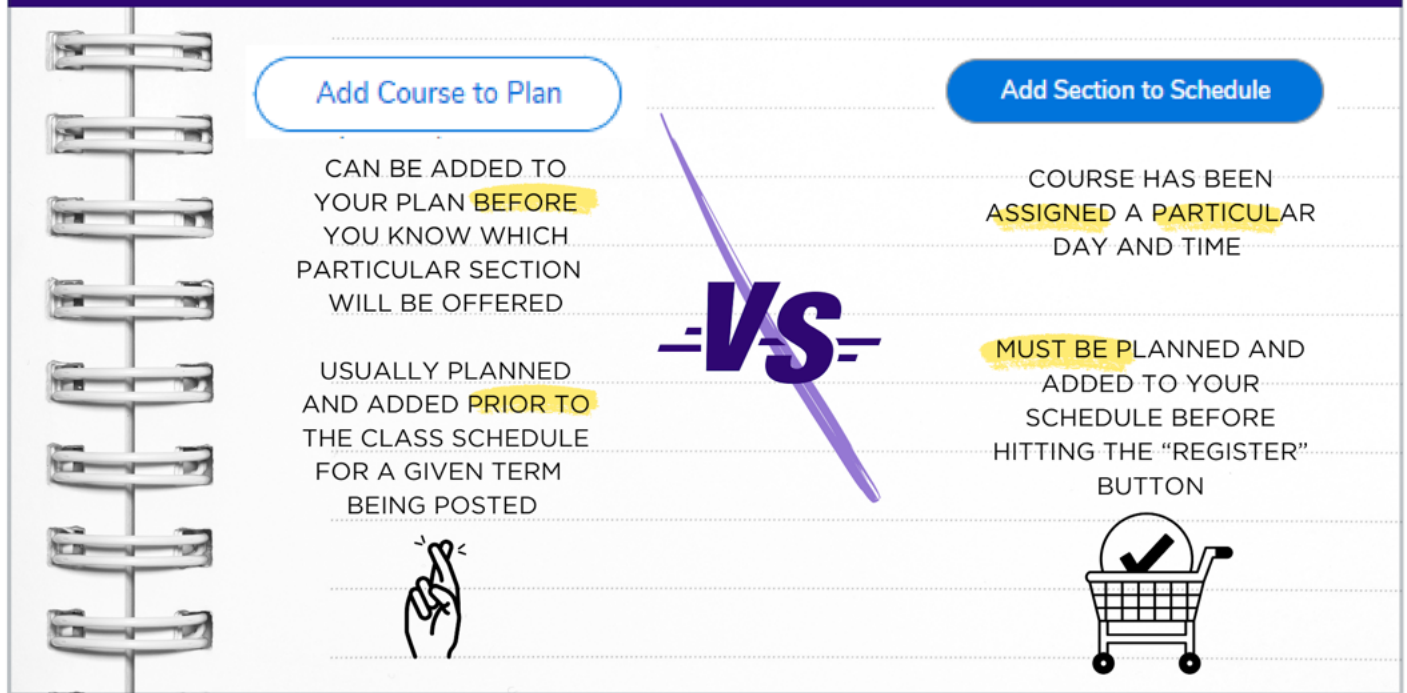 Add Course to Plan
CAN BE ADDED TO
YOUR PLAN BEFORE
YOU KNOW WHICH
PARTICULAR SECTION
WILL BE OFFERED
USUALLY PLANNED
AND ADDED PRIOR TO
THE CLASS SCHEDULE
FOR A GIVEN TERM
BEING POSTED
VS
Add Section to Schedule
COURSE HAS BEEN
ASSIGNED A PARTICULAR
DAY AND TIME
MUST BE PLANNED AND
ADDED TO YOUR
SCHEDULE BEFORE
HITTING THE “REGISTER”
BUTTON